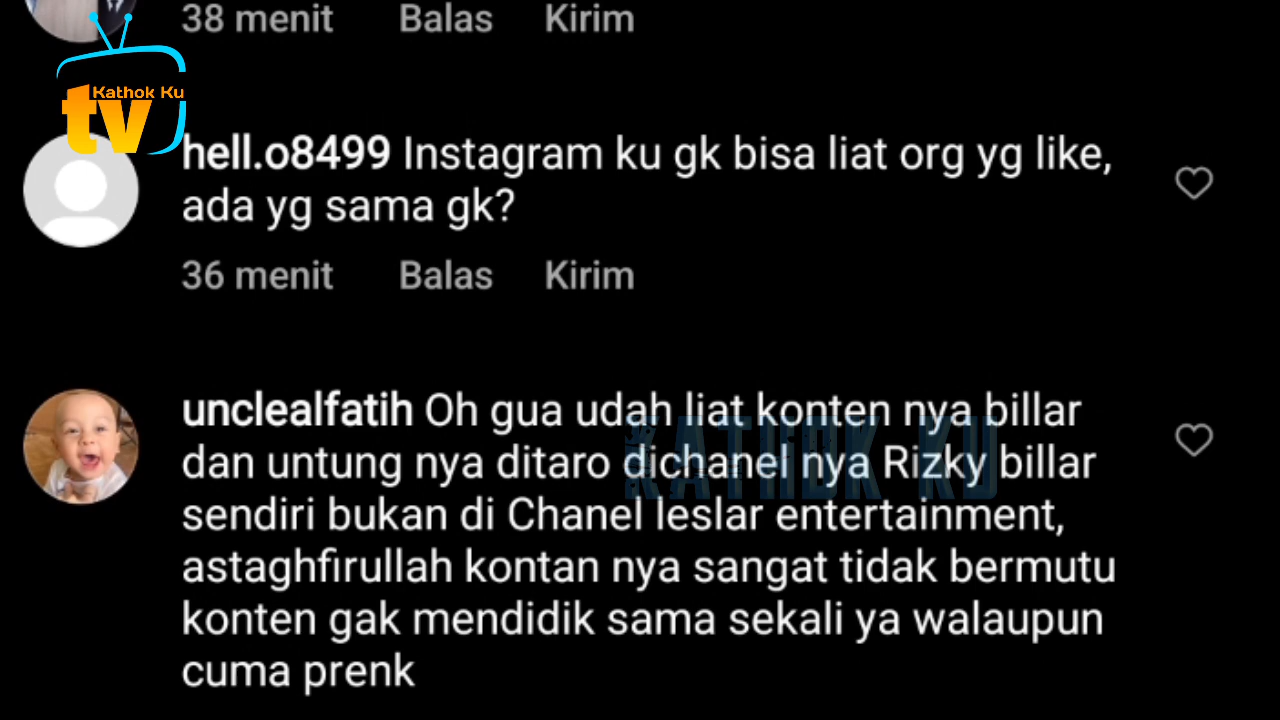 38 menit Balas Kirim
Kathok Ku
tv
hell.o8499 Instagram ku gk bisa liat org yg like,
ada yg sama gk?
36 menit Balas Kirim
unclealfatih Oh gua udah liat konten nya billar
KATHOK KU
dan untung nya ditaro dichanel nya Rizky billar
sendiri bukan di Chanel leslar entertainment,
astaghfirullah kontan nya sangat tidak bermutu
konten gak mendidik sama sekali ya walaupun
cuma prenk